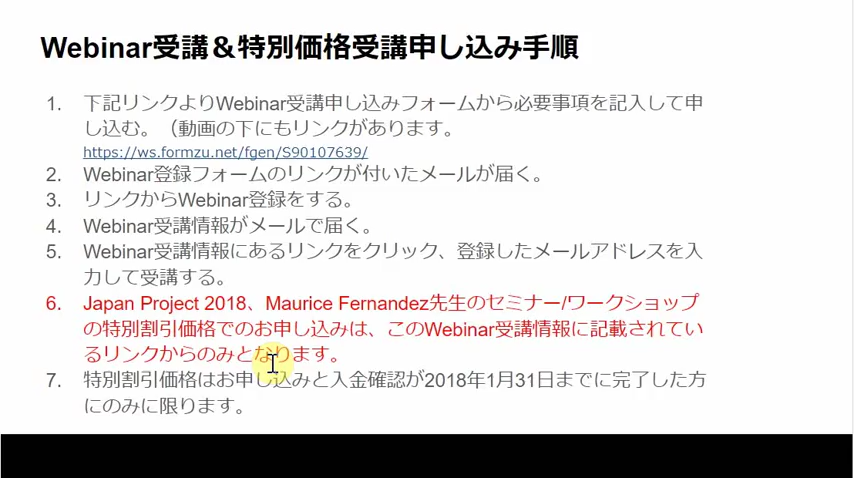 Webinar受講＆特別価格受講申し込み手順
1. 下記リンクよりWebinar受講申し込みフォームから必要事項を記入して申
し込む。（動画の下にもリンクがあります。
https://ws.formzu.net/fgen/S90107639/
2. Webinar登録フォームのリンクが付いたメールが届く。
3. リンクからWebinar登録をする。
4. Webinar受講情報がメールで届く。
5. Webinar受講情報にあるリンクをクリック、登録したメールアドレスを入
力して受講する。
6. Japan Project 2018、Maurice Fernandez先生のセミナー/ワークショップ
の特別割引価格でのお申し込みは、このWebinar受講情報に記載されてい
るリンクからのみとなります。
7. 特別割引価格はお申し込みと入金確認が2018年1月31日までに完了した方
にのみに限ります。